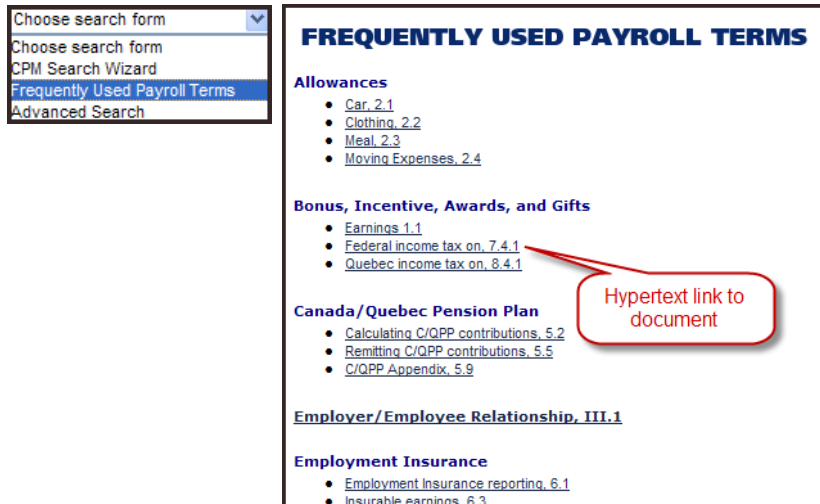 Choose search form
Choose search form
CPM Search Wizard
Frequently Used Payroll Terms
Advanced Search
FREQUENTLY USED PAYROLL TERMS
Allowances
Car, 2.1
Clothing, 2.2
Meal, 2.3
Moving Expenses, 2.4
Bonus, Incentive, Awards, and Gifts
Earnings 1.1
Federal income tax on, 7.4.1
Quebec income tax on, 8.4.1
Hypertext link to
document
Canada/Quebec Pension Plan
Calculating C/QPP contributions, 5.2
Remitting C/QPP contributions, 5.5
C/QPP Appendix, 5.9
Employer/Employee Relationship, III.1
Employment Insurance
Employment Insurance reporting, 6.1
Insurable earnings, 6.3